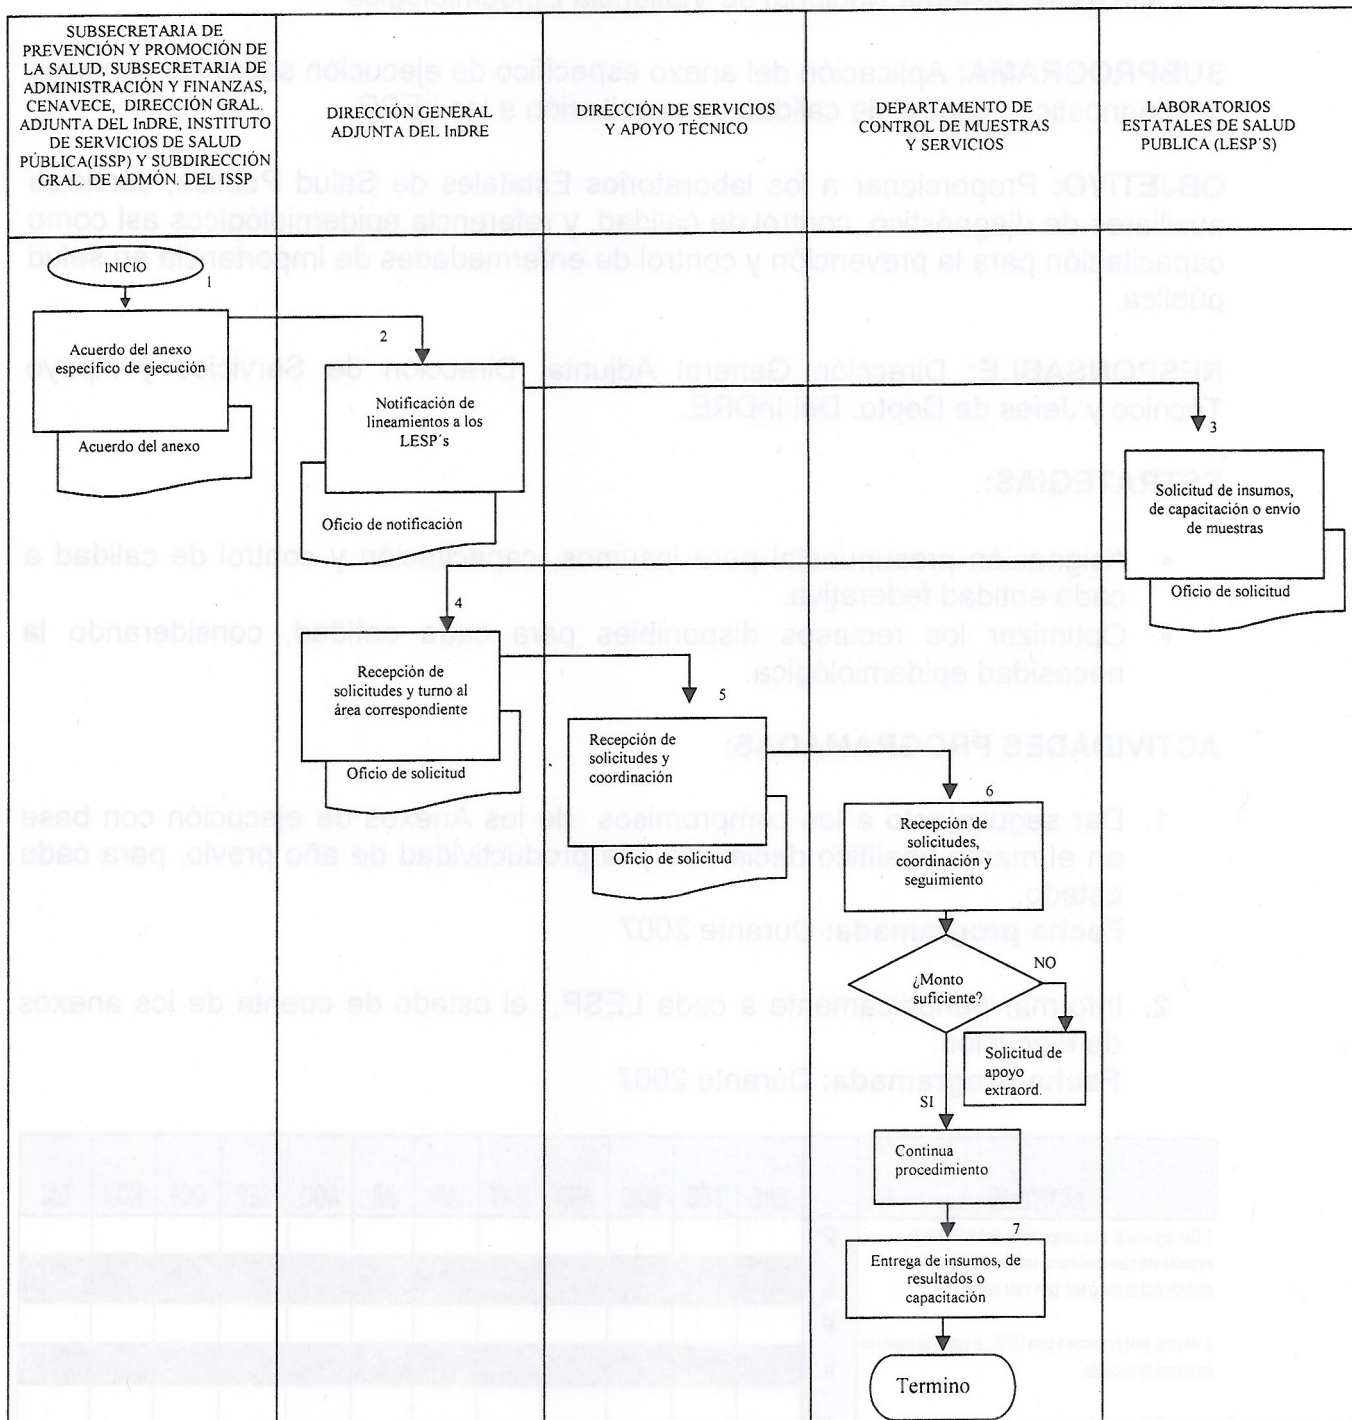 SUBSECRETARIA DE
PREVENCIÓN Y PROMOCIÓN DE
LA SALUD, SUBSECRETARIA DE
ADMINISTRACIÓN Y FINANZAS,
CENAVECE, DIRECCIÓN GRAL.
ADJUNTA DEL InDRE, INSTITUTO
DE SERVICIOS DE SALUD
PÚBLICA(ISSP) Y SUBDIRECCIÓN
GRAL. DE ADMÓN. DEL ISSP
DIRECCIÓN GENERAL
ADJUNTA DEL InDRE
DIRECCIÓN DE SERVICIOS
Y APOYO TÉCNICO
DEPARTAMENTO DE
CONTROL DE MUESTRAS
Y SERVICIOS
LABORATORIOS
ESTATALES DE SALUD
PUBLICA (LESP´S)
INICIO
1
Acuerdo del anexo
especifico de ejecución
Acuerdo del anexo
2
Notificación de
lineamientos a los
LESP´s
Oficio de notificación
3
Solicitud de insumos,
de capacitación o envío
de muestras
Oficio de solicitud
4
Recepción de
solicitudes y turno al
área correspondiente
Oficio de solicitud
5
Recepción de
solicitudes y
coordinación
Oficio de solicitud
6
Recepción de
solicitudes,
coordinación y
seguimiento
¿Monto
suficiente?
NO
Solicitud de
apoyo
extraord.
SI
Continua
procedimiento
7
Entrega de insumos, de
resultados o
capacitación
Termino